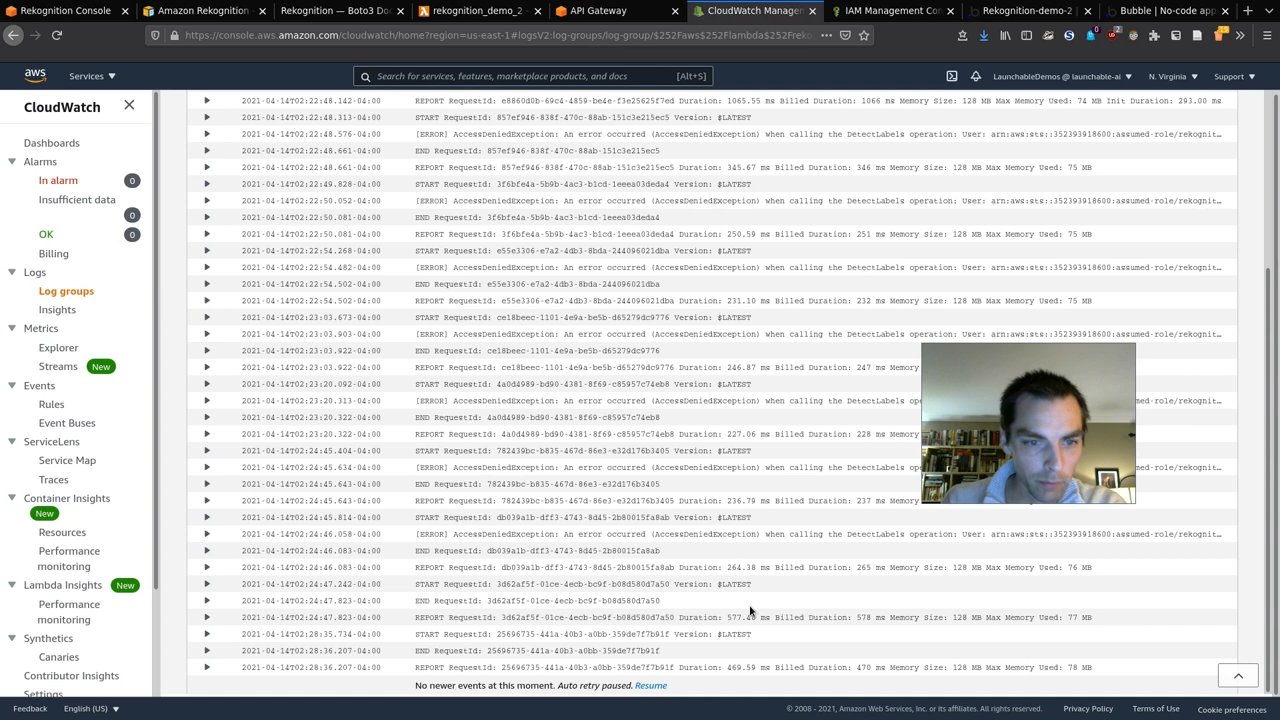 Rekognition Console
Amazon Rekognition
Rekognition — Boto3 Doc
rekognition_demo_2 -
API Gateway
CloudWatch Managem
IAM Management Con
Rekognition-demo-2 |
Bubble | No-code app
https://console.aws.amazon.com/cloudwatch/home?region=us-east-1#logsV2:log-groups/log-group/$252Faws$252Flambda$252Freko
aws Services ▼ Search for services, features, marketplace products, and docs [Alt+S] LaunchableDemos @ launchable-ai ▼ N. Virginia ▼ Support ▼
CloudWatch
Dashboards
Alarms
In alarm 0
Insufficient data
0
OK 0
Billing
Logs
Log groups
Insights
Metrics
Explorer
Streams New
Events
Rules
Event Buses
ServiceLens
Service Map
Traces
Container Insights
New
Resources
Performance
monitoring
Lambda Insights New
Performance
monitoring
Synthetics
Canaries
Contributor Insights
Settings
2021-04-14T02:22:48.142-04:00 REPORT RequestId: e8860d0b-69c4-4859-be4e-f3e25625f7ed Duration: 1065.55 ms Billed Duration: 1066 ms Memory Size: 128 MB Max Memory Used: 74 MB Init Duration: 293.00 ms
2021-04-14T02:22:48.313-04:00 START RequestId: 857ef946-838f-470c-88ab-151c3e215ec5 Version: $LATEST
2021-04-14T02:22:48.576-04:00 [ERROR] AccessDeniedException: An error occurred (AccessDeniedException) when calling the DetectLabels operation: User: arn:aws:sts::352393918600:assumed-role/rekognit…
2021-04-14T02:22:48.661-04:00 END RequestId: 857ef946-838f-470c-88ab-151c3e215ec5
2021-04-14T02:22:48.661-04:00 REPORT RequestId: 857ef946-838f-470c-88ab-151c3e215ec5 Duration: 345.67 ms Billed Duration: 346 ms Memory Size: 128 MB Max Memory Used: 75 MB
2021-04-14T02:22:49.828-04:00 START RequestId: 3f6bfe4a-5b9b-4ac3-b1cd-1eeea03deda4 Version: $LATEST
2021-04-14T02:22:50.052-04:00 [ERROR] AccessDeniedException: An error occurred (AccessDeniedException) when calling the DetectLabels operation: User: arn:aws:sts::352393918600:assumed-role/rekognit…
2021-04-14T02:22:50.081-04:00 END RequestId: 3f6bfe4a-5b9b-4ac3-b1cd-1eeea03deda4
2021-04-14T02:22:50.081-04:00 REPORT RequestId: 3f6bfe4a-5b9b-4ac3-b1cd-1eeea03deda4 Duration: 250.59 ms Billed Duration: 251 ms Memory Size: 128 MB Max Memory Used: 75 MB
2021-04-14T02:22:54.268-04:00 START RequestId: e55e3306-e7a2-4db3-8bda-244096021dba Version: $LATEST
2021-04-14T02:22:54.482-04:00 [ERROR] AccessDeniedException: An error occurred (AccessDeniedException) when calling the DetectLabels operation: User: arn:aws:sts::352393918600:assumed-role/rekognit…
2021-04-14T02:22:54.502-04:00 END RequestId: e55e3306-e7a2-4db3-8bda-244096021dba
2021-04-14T02:22:54.502-04:00 REPORT RequestId: e55e3306-e7a2-4db3-8bda-244096021dba Duration: 231.10 ms Billed Duration: 232 ms Memory Size: 128 MB Max Memory Used: 75 MB
2021-04-14T02:23:03.673-04:00 START RequestId: ce18beec-1101-4e9a-be5b-d65279dc9776 Version: $LATEST
2021-04-14T02:23:03.903-04:00 [ERROR] AccessDeniedException: An error occurred (AccessDeniedException) when calling the DetectLabels operation: User: arn:aws:sts::352393918600:assumed-role/rekognit…
2021-04-14T02:23:03.922-04:00 END RequestId: ce18beec-1101-4e9a-be5b-d65279dc9776
2021-04-14T02:23:03.922-04:00 REPORT RequestId: ce18beec-1101-4e9a-be5b-d65279dc9776 Duration: 246.87 ms Billed Duration: 247
2021-04-14T02:23:20.092-04:00 START RequestId: 4a0d4989-bd90-4381-8f69-c85957c74eb8 Version: $LATEST
2021-04-14T02:23:20.313-04:00 [ERROR] AccessDeniedException: An error occurred (AccessDeniedException) when calling the DetectLa assumed-role/rekognit…
2021-04-14T02:23:20.322-04:00 END RequestId: 4a0d4989-bd90-4381-8f69-c85957c74eb8
2021-04-14T02:23:20.322-04:00 REPORT RequestId: 4a0d4989-bd90-4381-8f69-c85957c74eb8 Duration: 227.06 ms Billed Duration: 228 ms
2021-04-14T02:24:45.404-04:00 START RequestId: 782439bc-b835-467d-86e3-e32d176b3405 Version: $LATEST
2021-04-14T02:24:45.634-04:00 [ERROR] AccessDeniedException: An error occurred (AccessDeniedException) when calling the DetectLa assumed-role/rekognit…
2021-04-14T02:24:45.643-04:00 END RequestId: 782439bc-b835-467d-86e3-e32d176b3405
2021-04-14T02:24:45.643-04:00 REPORT RequestId: 782439bc-b835-467d-86e3-e32d176b3405 Duration: 236.79 ms Billed Duration: 237 ms
2021-04-14T02:24:45.814-04:00 START RequestId: db039a1b-dff3-4743-8d45-2b80015fa8ab Version: $LATEST
2021-04-14T02:24:46.058-04:00 [ERROR] AccessDeniedException: An error occurred (AccessDeniedException) when calling the DetectLabels operation: User: arn:aws:sts::352393918600:assumed-role/rekognit…
2021-04-14T02:24:46.083-04:00 END RequestId: db039a1b-dff3-4743-8d45-2b80015fa8ab
2021-04-14T02:24:46.083-04:00 REPORT RequestId: db039a1b-dff3-4743-8d45-2b80015fa8ab Duration: 264.38 ms Billed Duration: 265 ms Memory Size: 128 MB Max Memory Used: 76 MB
2021-04-14T02:24:47.242-04:00 START RequestId: 3d62af5f-01ce-4ecb-bc9f-b08d580d7a50 Version: $LATEST
2021-04-14T02:24:47.823-04:00 END RequestId: 3d62af5f-01ce-4ecb-bc9f-b08d580d7a50
2021-04-14T02:24:47.823-04:00 REPORT RequestId: 3d62af5f-01ce-4ecb-bc9f-b08d580d7a50 Duration: ms Billed Duration: 578 ms Memory Size: 128 MB Max Memory Used: 77 MB
2021-04-14T02:28:35.734-04:00 START RequestId: 25696735-441a-40b3-a0bb-359de7f7b91f Version: $LATEST
2021-04-14T02:28:36.207-04:00 END RequestId: 25696735-441a-40b3-a0bb-359de7f7b91f
2021-04-14T02:28:36.207-04:00 REPORT RequestId: 25696735-441a-40b3-a0bb-359de7f7b91f Duration: 469.59 ms Billed Duration: 470 ms Memory Size: 128 MB Max Memory Used: 78 MB
No newer events at this moment. Auto retry paused. Resume
Feedback English (US) ▼ © 2008 - 2021, Amazon Web Services, Inc. or its affiliates. All rights reserved. Privacy Policy Terms of Use Cookie preferences